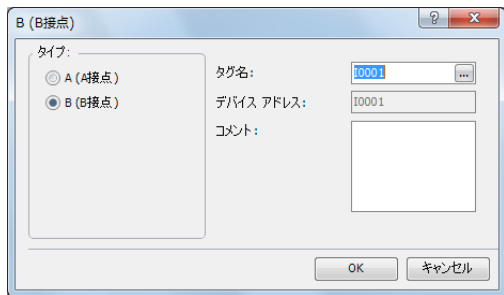 B (B接点)
タイプ:
A (A接点)
B (B接点)
タグ名:
I0001
...
デバイス アドレス:
I0001
コメント:
OK
キャンセル